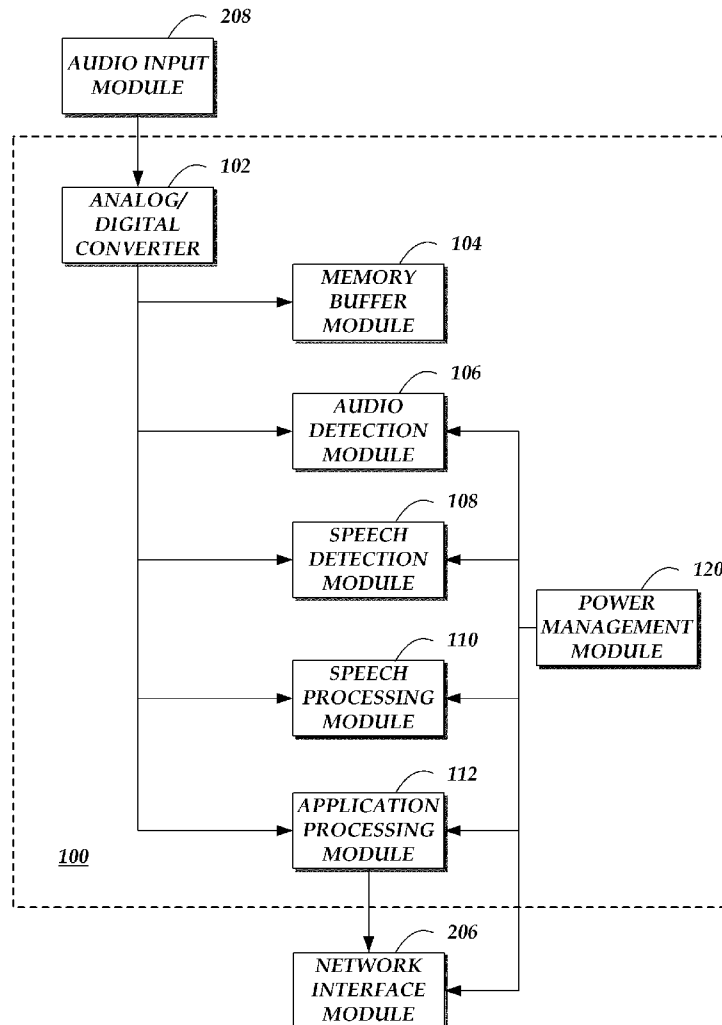 208
AUDIO INPUT
MODULE
102
ANALOG/
DIGITAL
CONVERTER
104
MEMORY
BUFFER
MODULE
106
AUDIO
DETECTION
MODULE
108
SPEECH
DETECTION
MODULE
120
POWER
MANAGEMENT
MODULE
110
SPEECH
PROCESSING
MODULE
112
APPLICATION
PROCESSING
MODULE
100
206
NETWORK
INTERFACE
MODULE